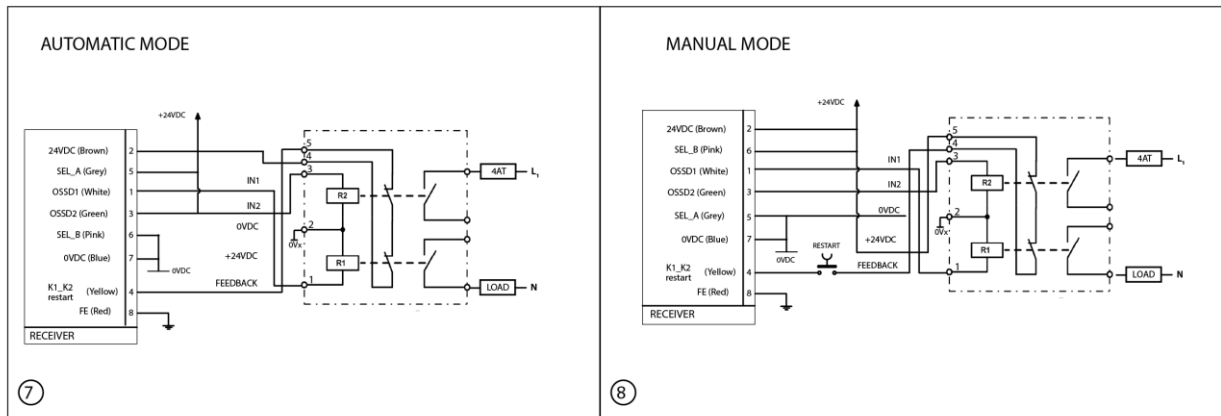 AUTOMATIC MODE
+24VDC
24VDC (Brown) 2
SEL_A (Grey) 5
OSSD1 (White) 1
OSSD2 (Green) 3
SEL_B (Pink) 6
0VDC (Blue) 7
K1_K2 restart (Yellow) 4
FE (Red) 8
RECEIVER
0VDC
IN1
IN2
0VDC
+24VDC
FEEDBACK
5
4
3
2
1
0Vx
R2
R1
4AT L1
LOAD N
7
MANUAL MODE
+24VDC
24VDC (Brown) 2
SEL_B (Pink) 6
OSSD1 (White) 1
OSSD2 (Green) 3
SEL_A (Grey) 5
0VDC (Blue) 7
K1_K2 restart (Yellow) 4
FE (Red) 8
RECEIVER
0VDC
RESTART
IN1
IN2
0VDC
+24VDC
FEEDBACK
5
4
3
2
1
0Vx
R2
R1
4AT L1
LOAD N
8